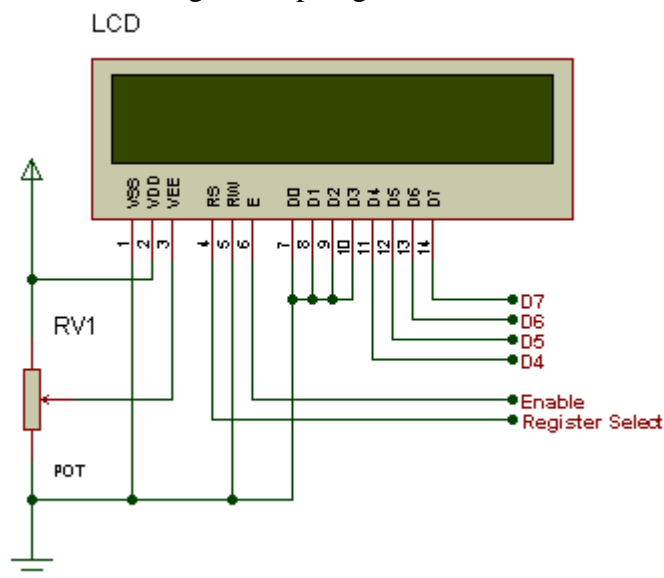 LCD
VSS VDD VEE RS RW E D0 D1 D2 D3 D4 D5 D6 D7
1 2 3 4 5 6 7 8 9 10 11 12 13 14
D7
D6
RV1
D5
D4
Enable
Register Select
POT